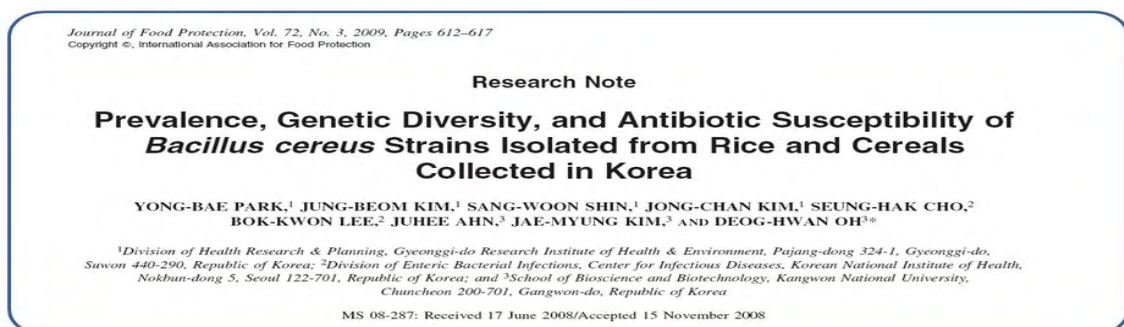 Journal of Food Protection, Vol. 72, No. 3, 2009, Pages 612–617
Copyright ©, International Association for Food Protection
Research Note
Prevalence, Genetic Diversity, and Antibiotic Susceptibility of
Bacillus cereus Strains Isolated from Rice and Cereals
Collected in Korea
YONG-BAE PARK,¹ JUNG-BEOM KIM,¹ SANG-WOON SHIN,¹ JONG-CHAN KIM,¹ SEUNG-HAK CHO,²
BOK-KWON LEE,² JUHEE AHN,³ JAE-MYUNG KIM,³ AND DEOG-HWAN OH³*
¹Division of Health Research & Planning, Gyeonggi-do Research Institute of Health & Environment, Pajang-dong 324-1, Gyeonggi-do,
Suwon 440-290, Republic of Korea; ²Division of Enteric Bacterial Infections, Center for Infectious Diseases, Korean National Institute of Health,
Nokbun-dong 5, Seoul 122-701, Republic of Korea; and ³School of Bioscience and Biotechnology, Kangwon National University,
Chuncheon 200-701, Gangwon-do, Republic of Korea
MS 08-287: Received 17 June 2008/Accepted 15 November 2008